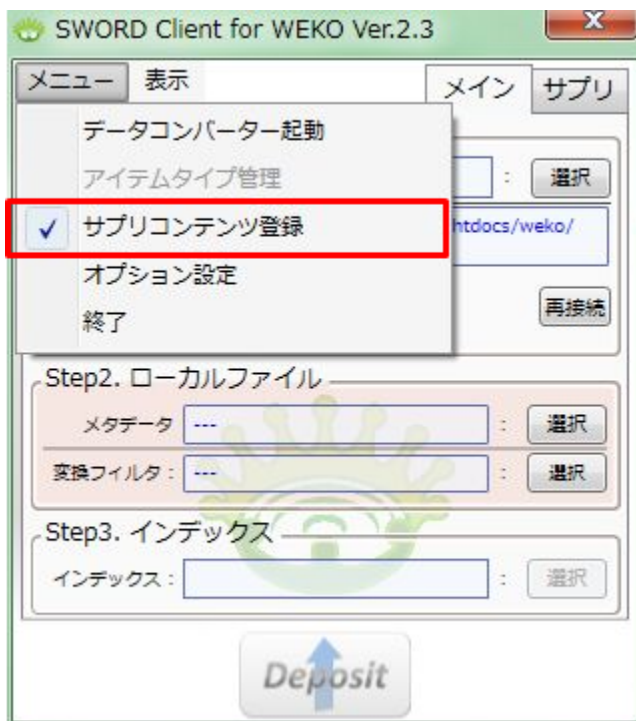 SWORD Client for WEKO Ver.2.3
メニュー 表示 メイン サプリ
データコンバーター起動
アイテムタイプ管理 : 選択
✓ サプリコンテンツ登録 htdocs/weko/
オプション設定
終了 再接続
Step2. ローカルファイル
メタデータ --- : 選択
変換フィルタ : --- : 選択
Step3. インデックス
インデックス : : 選択
Deposit